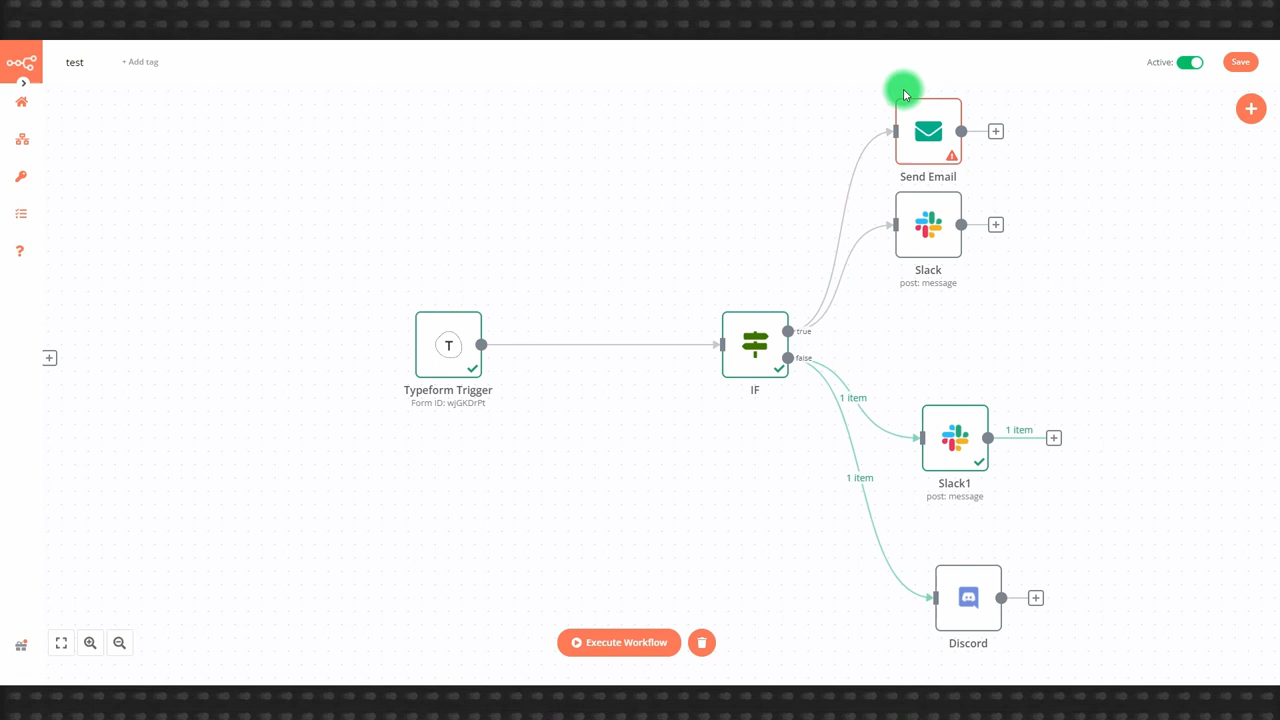 test
+ Add tag
Active:
Save
Send Email
Slack
post: message
T
Typeform Trigger
Form ID: wjGKDrPt
true
false
IF
1 item
1 item
1 item
Slack1
post: message
Execute Workflow
Discord